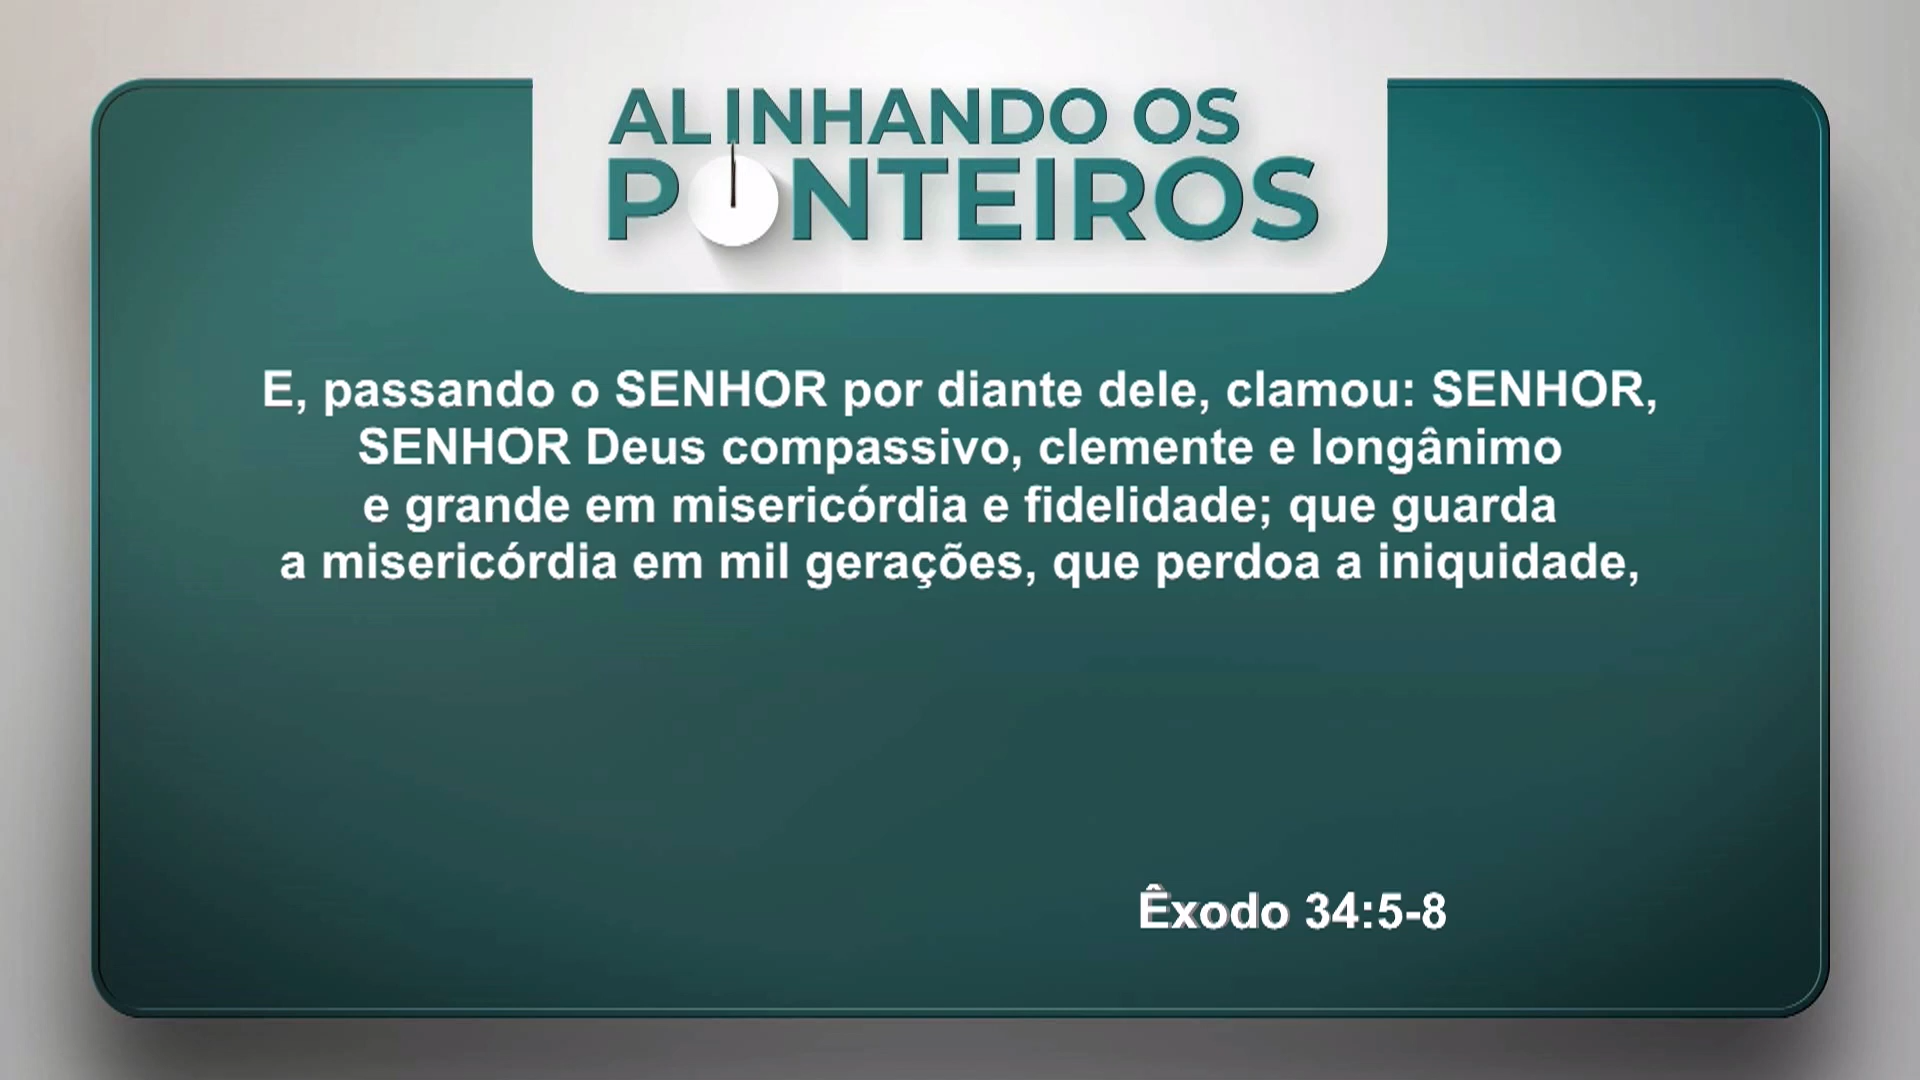 ALINHANDO OS
PONTEIROS
E, passando o SENHOR por diante dele, clamou: SENHOR,
SENHOR Deus compassivo, clemente e longânimo
e grande em misericórdia e fidelidade; que guarda
a misericórdia em mil gerações, que perdoa a iniquidade,
Êxodo 34:5-8